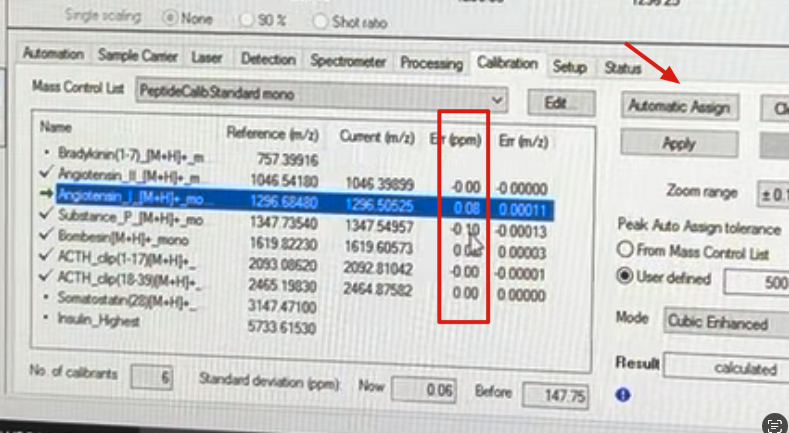 1296.25
Single scaling None 90 % Shot ratio
Automation Sample Carrier Laser Detection Spectrometer Processing Calibration Setup Status
Mass Control List PeptideCalibStandard mono Edit... Automatic Assign
Apply
Name Reference (m/z) Current (m/z) Err (ppm) Err (m/z)
Bradykinin(1-7)_[M+H]+_m 757.39916
Angiotensin_II_[M+H]+_m... 1046.54180 1046.39899 -0.00 -0.00000
Angiotensin_I_[M+H]+_mo... 1296.68480 1296.50525 0.08 0.00011
Substance_P_[M+H]+_mo 1347.73540 1347.54957 -0.10 -0.00013
Bombesin[M+H]+_mono 1619.82230 1619.60573 0.00003
ACTH_clip(1-17)[M+H]+_... 2093.08620 2092.81042 -0.00 -0.00001
ACTH_clip(18-39)[M+H]+_... 2465.19830 2464.87582 0.00 0.00000
Somatostatin(28)[M+H]+_... 3147.47100
Insulin_Highest 5733.61530
Zoom range ± 0.1
Peak Auto Assign tolerance
From Mass Control List
User defined 500
Mode Cubic Enhanced
Result calculated
No. of calibrants 6 Standard deviation (ppm) Now 0.06 Before 147.75